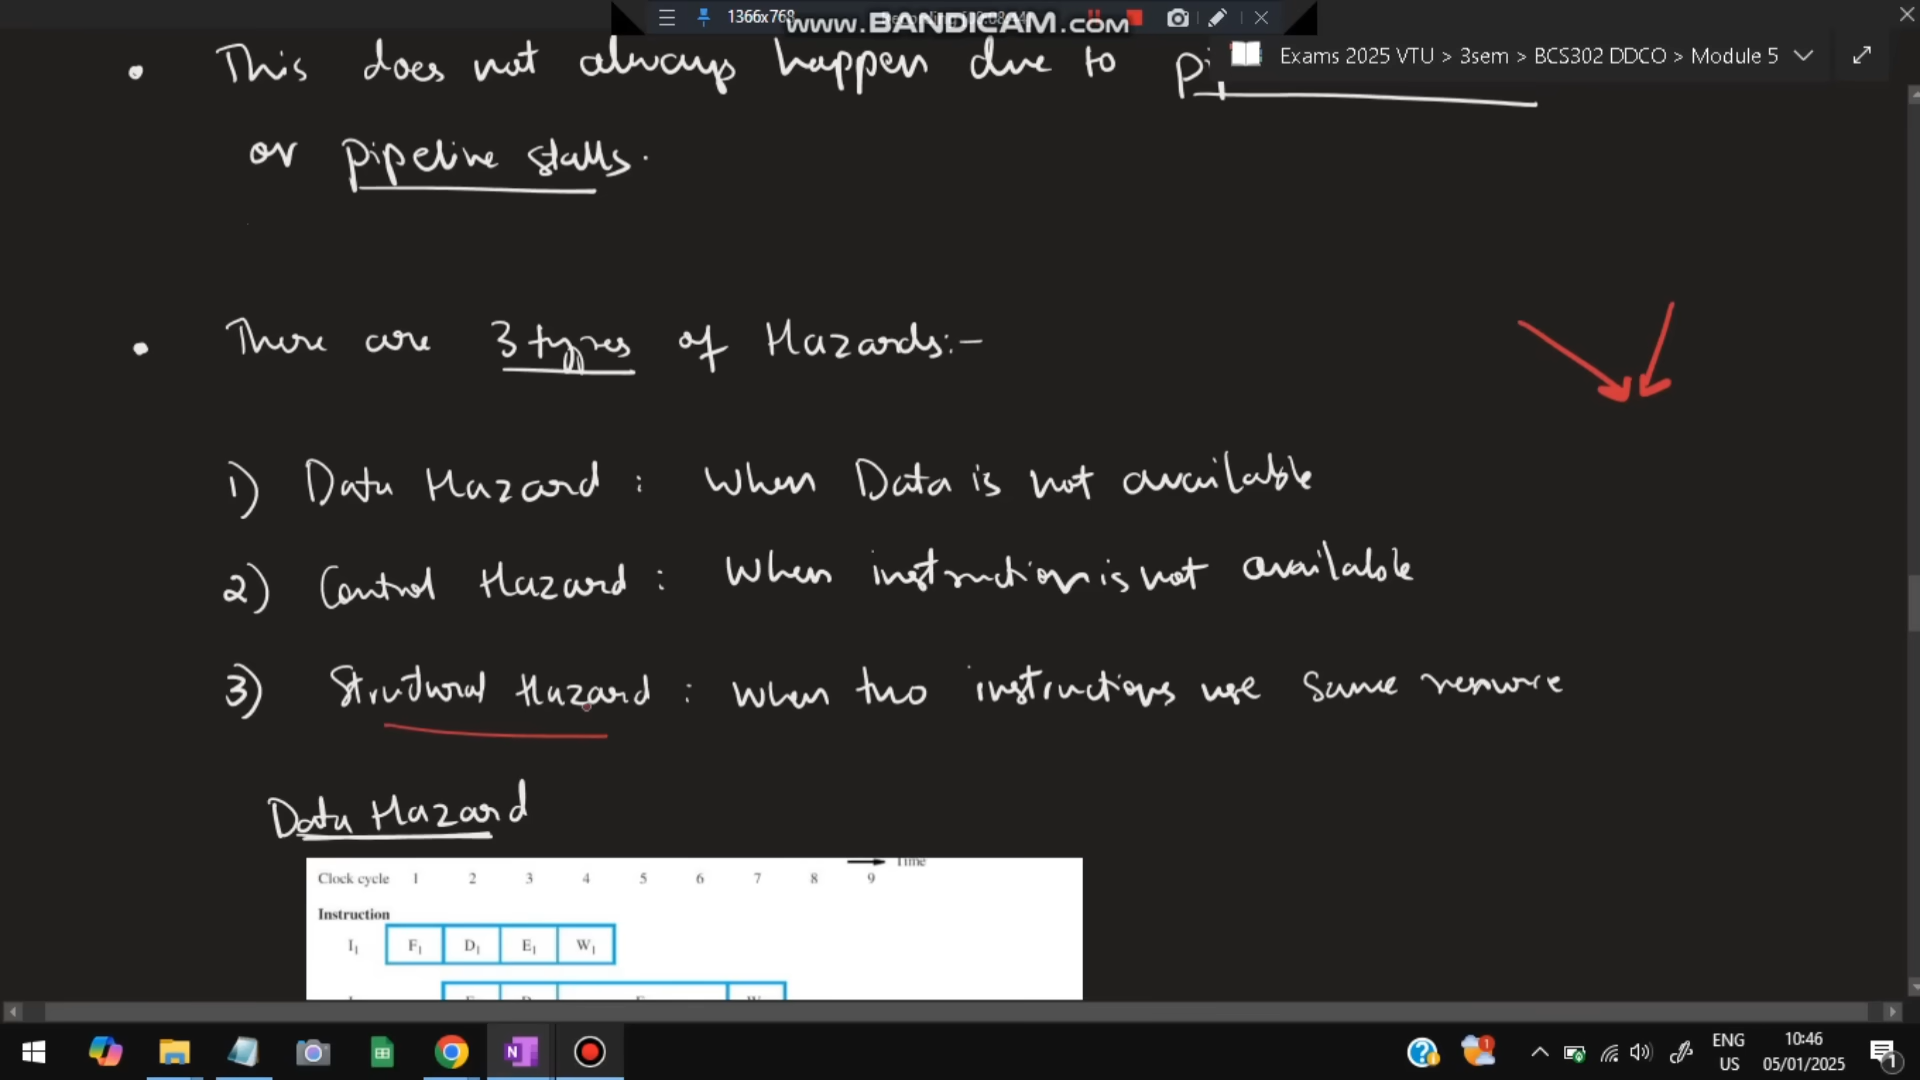 1366x768
www.BANDICAM.com
Exams 2025 VTU > 3sem > BCS302 DDCO > Module 5
• This does not always happen due to
or pipeline stalls.
• There are 3 types of Hazards:-
1) Data Hazard : When Data is not available
2) Control Hazard : When instruction is not available
3) Structural Hazard : When two instructions use same resource
Data Hazard
Time
Clock cycle 1 2 3 4 5 6 7 8 9
Instruction
I1 F1 D1 E1 W1
ENG
US
10:46
05/01/2025
1
1